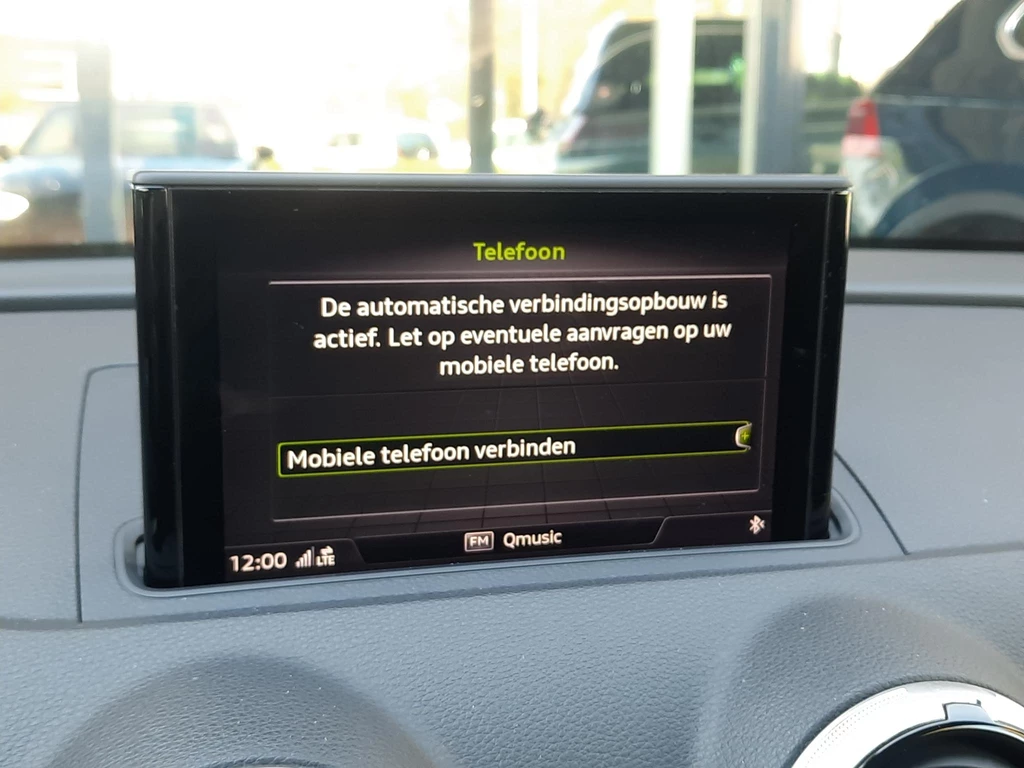 Telefoon
De automatische verbindingsopbouw is
actief. Let op eventuele aanvragen op uw
mobiele telefoon.
Mobiele telefoon verbinden
FM Qmusic
12:00 LTE